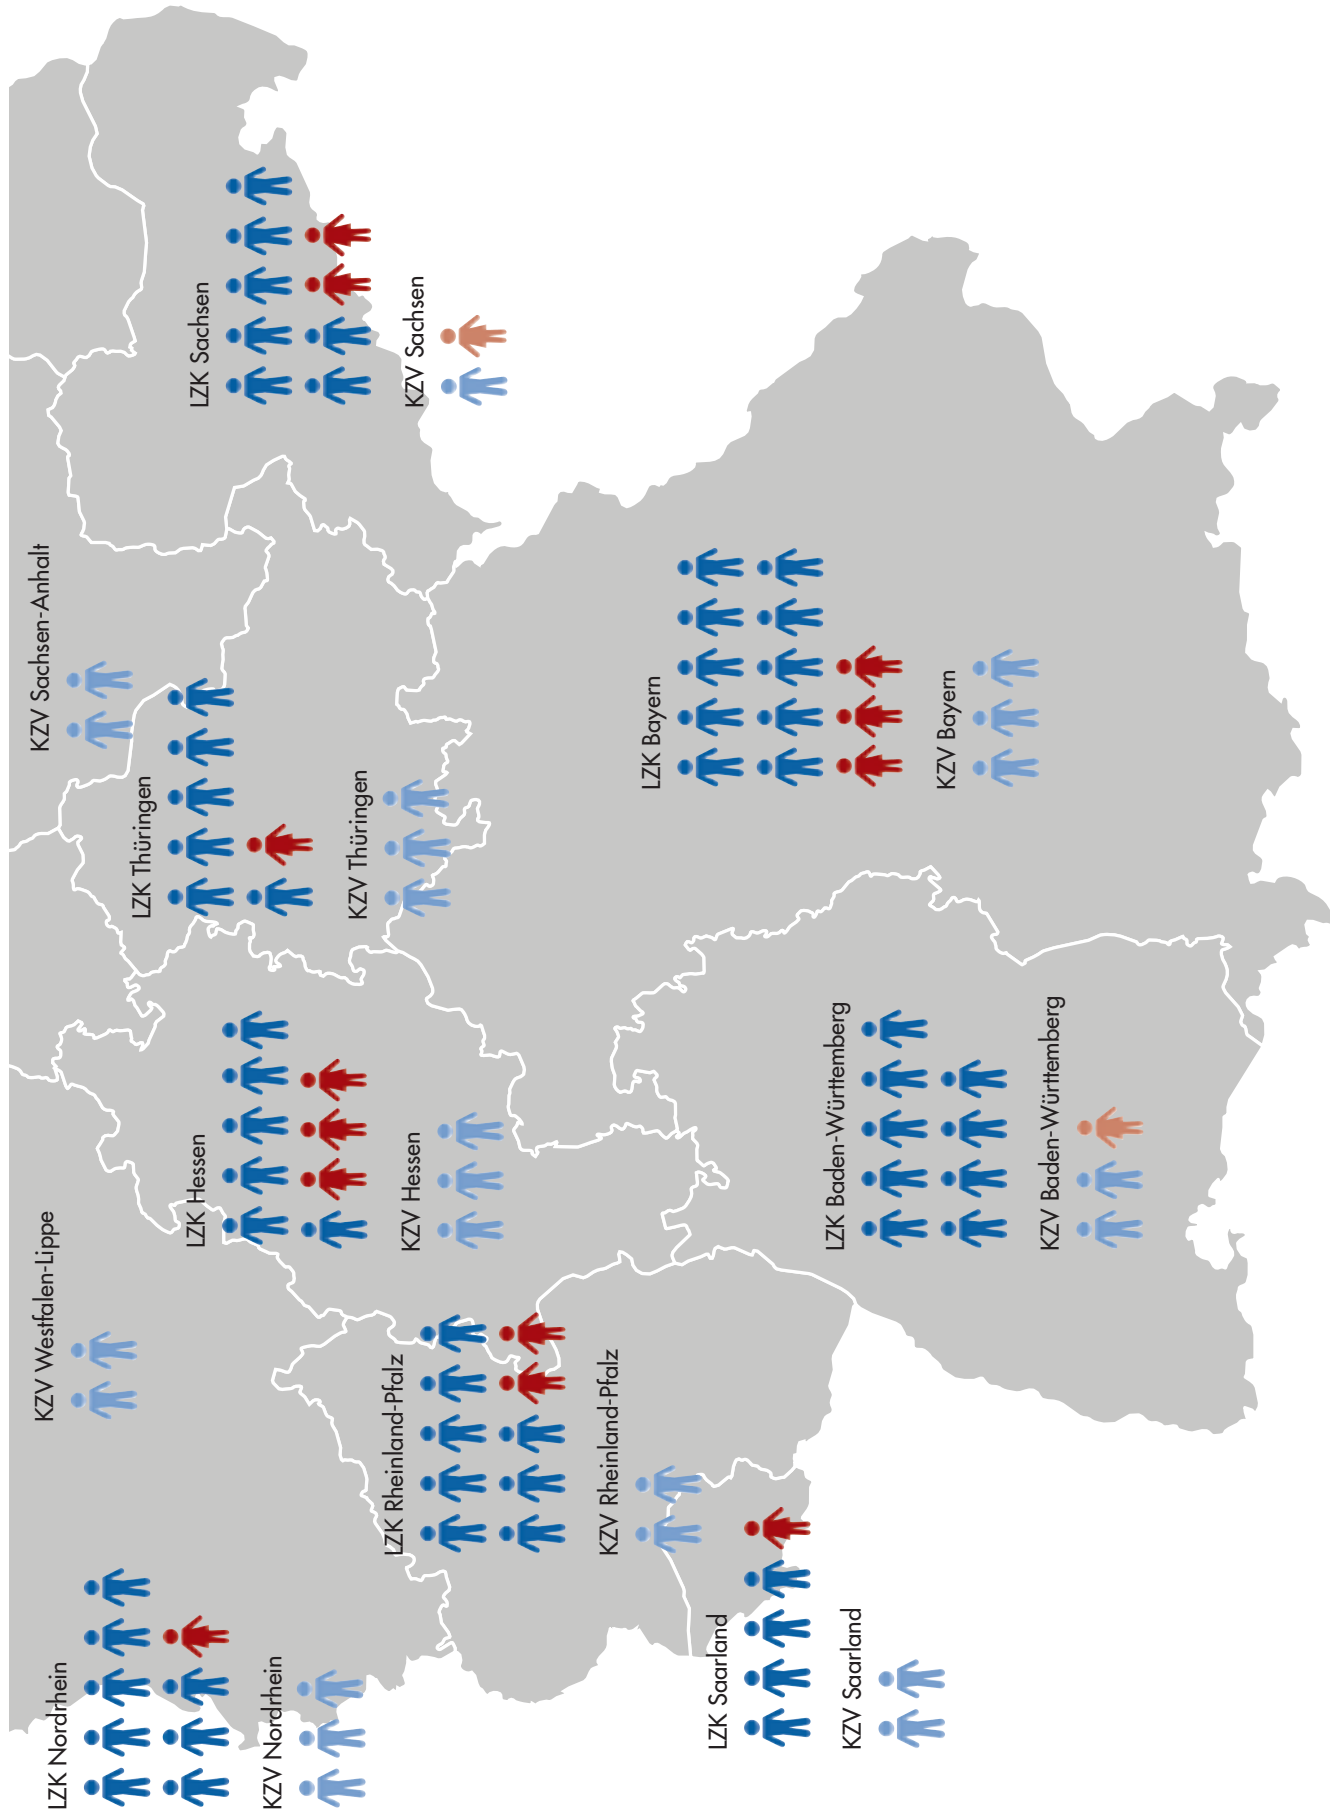 LZK Nordrhein
KZV Nordrhein
KZV Westfalen-Lippe
KZV Sachsen-Anhalt
LZK Thüringen
KZV Thüringen
LZK Sachsen
KZV Sachsen
LZK Hessen
KZV Hessen
LZK Rheinland-Pfalz
KZV Rheinland-Pfalz
LZK Saarland
KZV Saarland
LZK Bayern
KZV Bayern
LZK Baden-Württemberg
KZV Baden-Württemberg